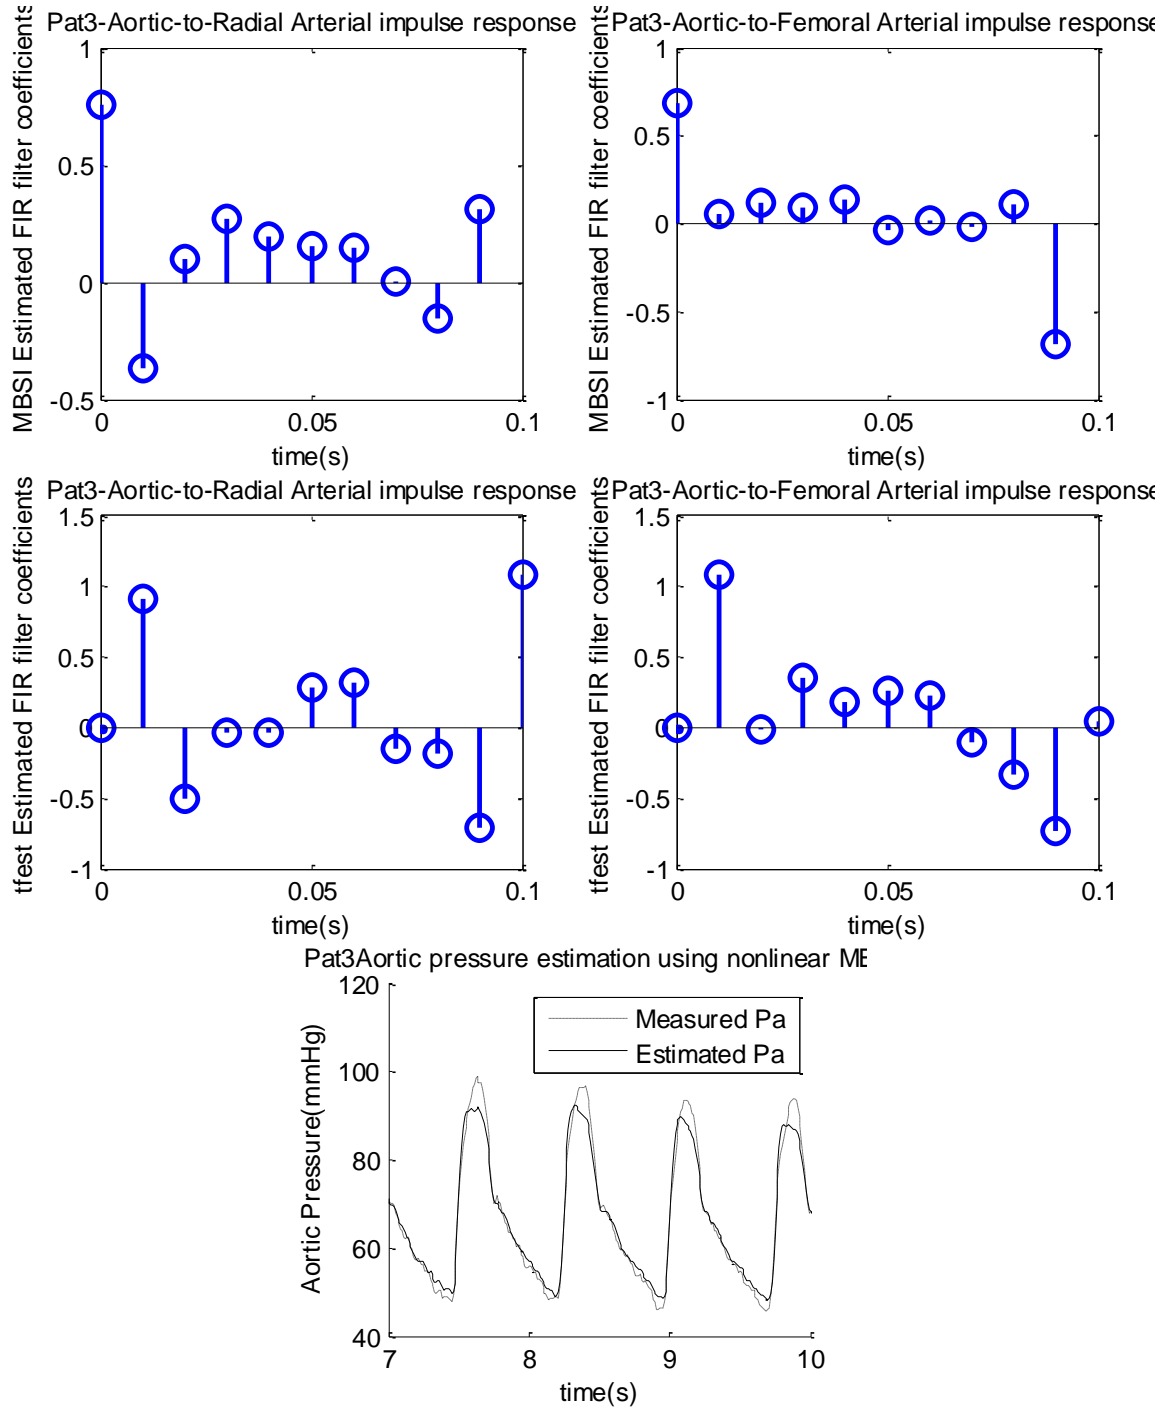 Pat3-Aortic-to-Radial Arterial impulse response
MBSI Estimated FIR filter coefficients
1
0.5
0
-0.5
0
0.05
0.1
time(s)
Pat3-Aortic-to-Femoral Arterial impulse response
MBSI Estimated FIR filter coefficients
1
0.5
0
-0.5
-1
0
0.05
0.1
time(s)
Pat3-Aortic-to-Radial Arterial impulse response
tfest Estimated FIR filter coefficients
1.5
1
0.5
0
-0.5
-1
0
0.05
0.1
time(s)
Pat3-Aortic-to-Femoral Arterial impulse response
tfest Estimated FIR filter coefficients
1.5
1
0.5
0
-0.5
-1
0
0.05
0.1
time(s)
Pat3Aortic pressure estimation using nonlinear
Aortic Pressure(mmHg)
120
100
80
60
40
Measured Pa
Estimated Pa
7
8
9
10
time(s)